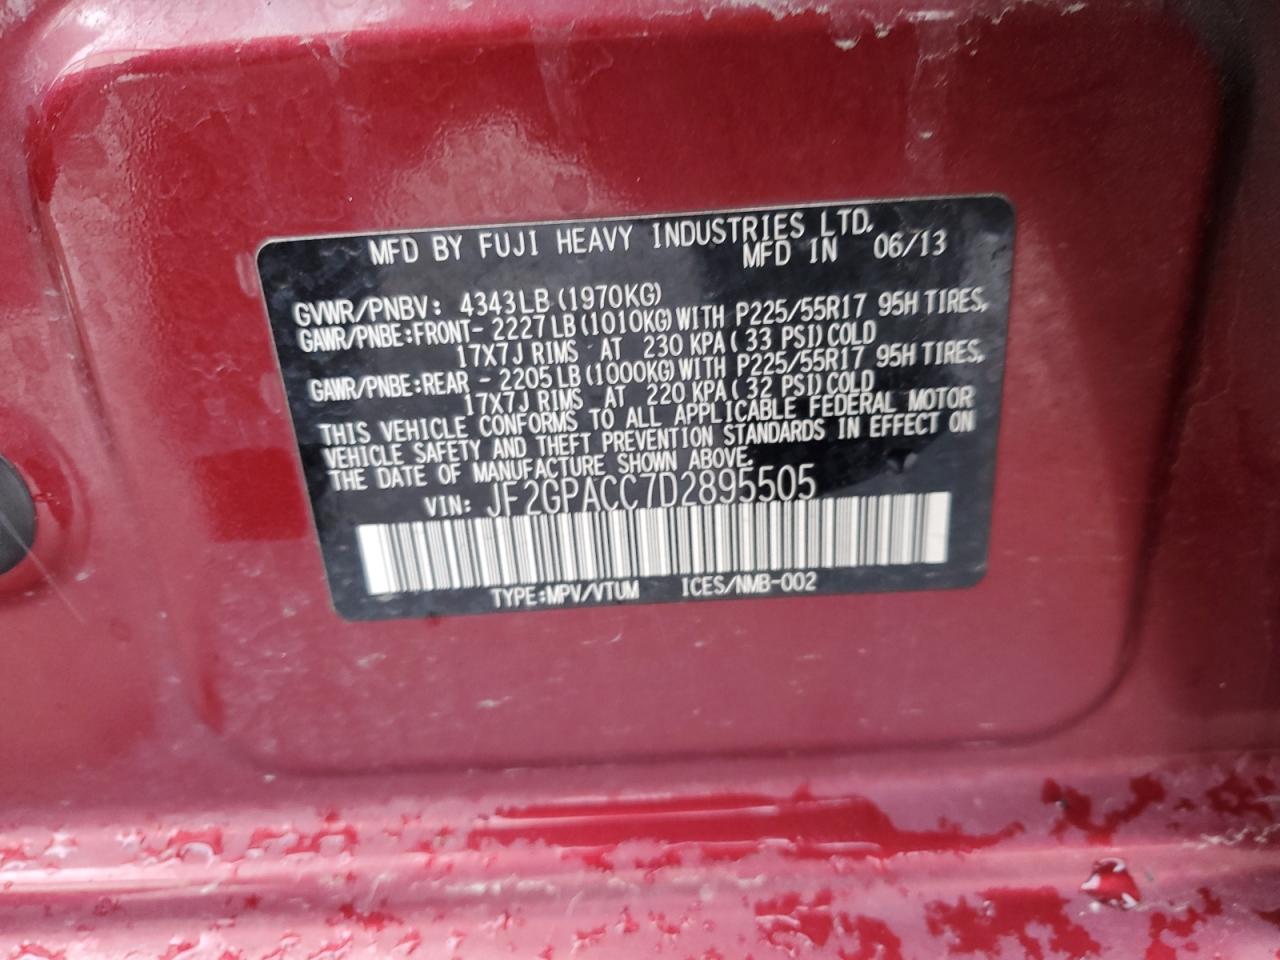 MFD BY FUJI HEAVY INDUSTRIES LTD.
MFD IN 06/13
GVWR/PNBV: 4343LB (1970KG)
GAWR/PNBE:FRONT- 2227LB (1010KG) WITH P225/55R17 95H TIRES,
17X7J RIMS AT 230 KPA( 33 PSI) COLD
GAWR/PNBE:REAR - 2205LB (1000KG) WITH P225/55R17 95H TIRES,
17X7J RIMS AT 220 KPA( 32 PSI) COLD
THIS VEHICLE CONFORMS TO ALL APPLICABLE FEDERAL MOTOR
VEHICLE SAFETY AND THEFT PREVENTION STANDARDS IN EFFECT ON
THE DATE OF MANUFACTURE SHOWN ABOVE.
VIN: JF2GPACC7D2895505
TYPE:MPV/VTUM ICES/NMB-002